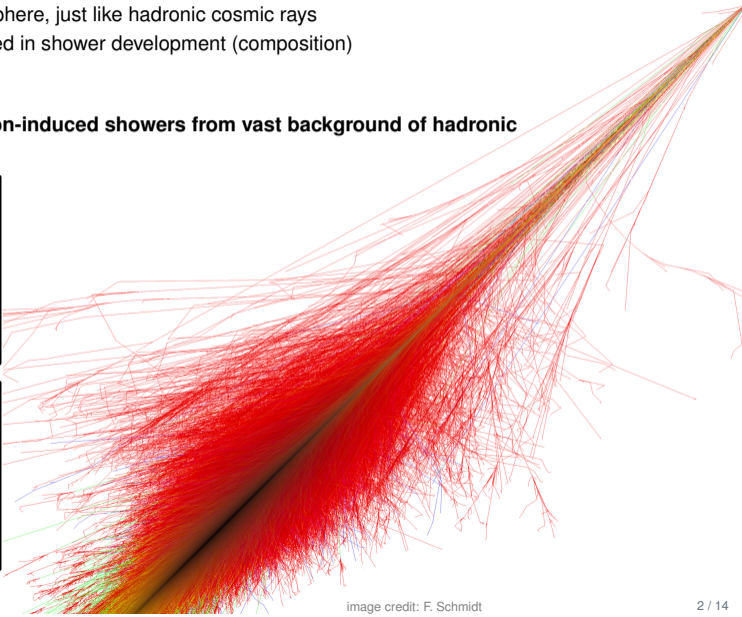 phere, just like hadronic cosmic rays
ed in shower development (composition)
on-induced showers from vast background of hadronic
image credit: F. Schmidt
2 / 14